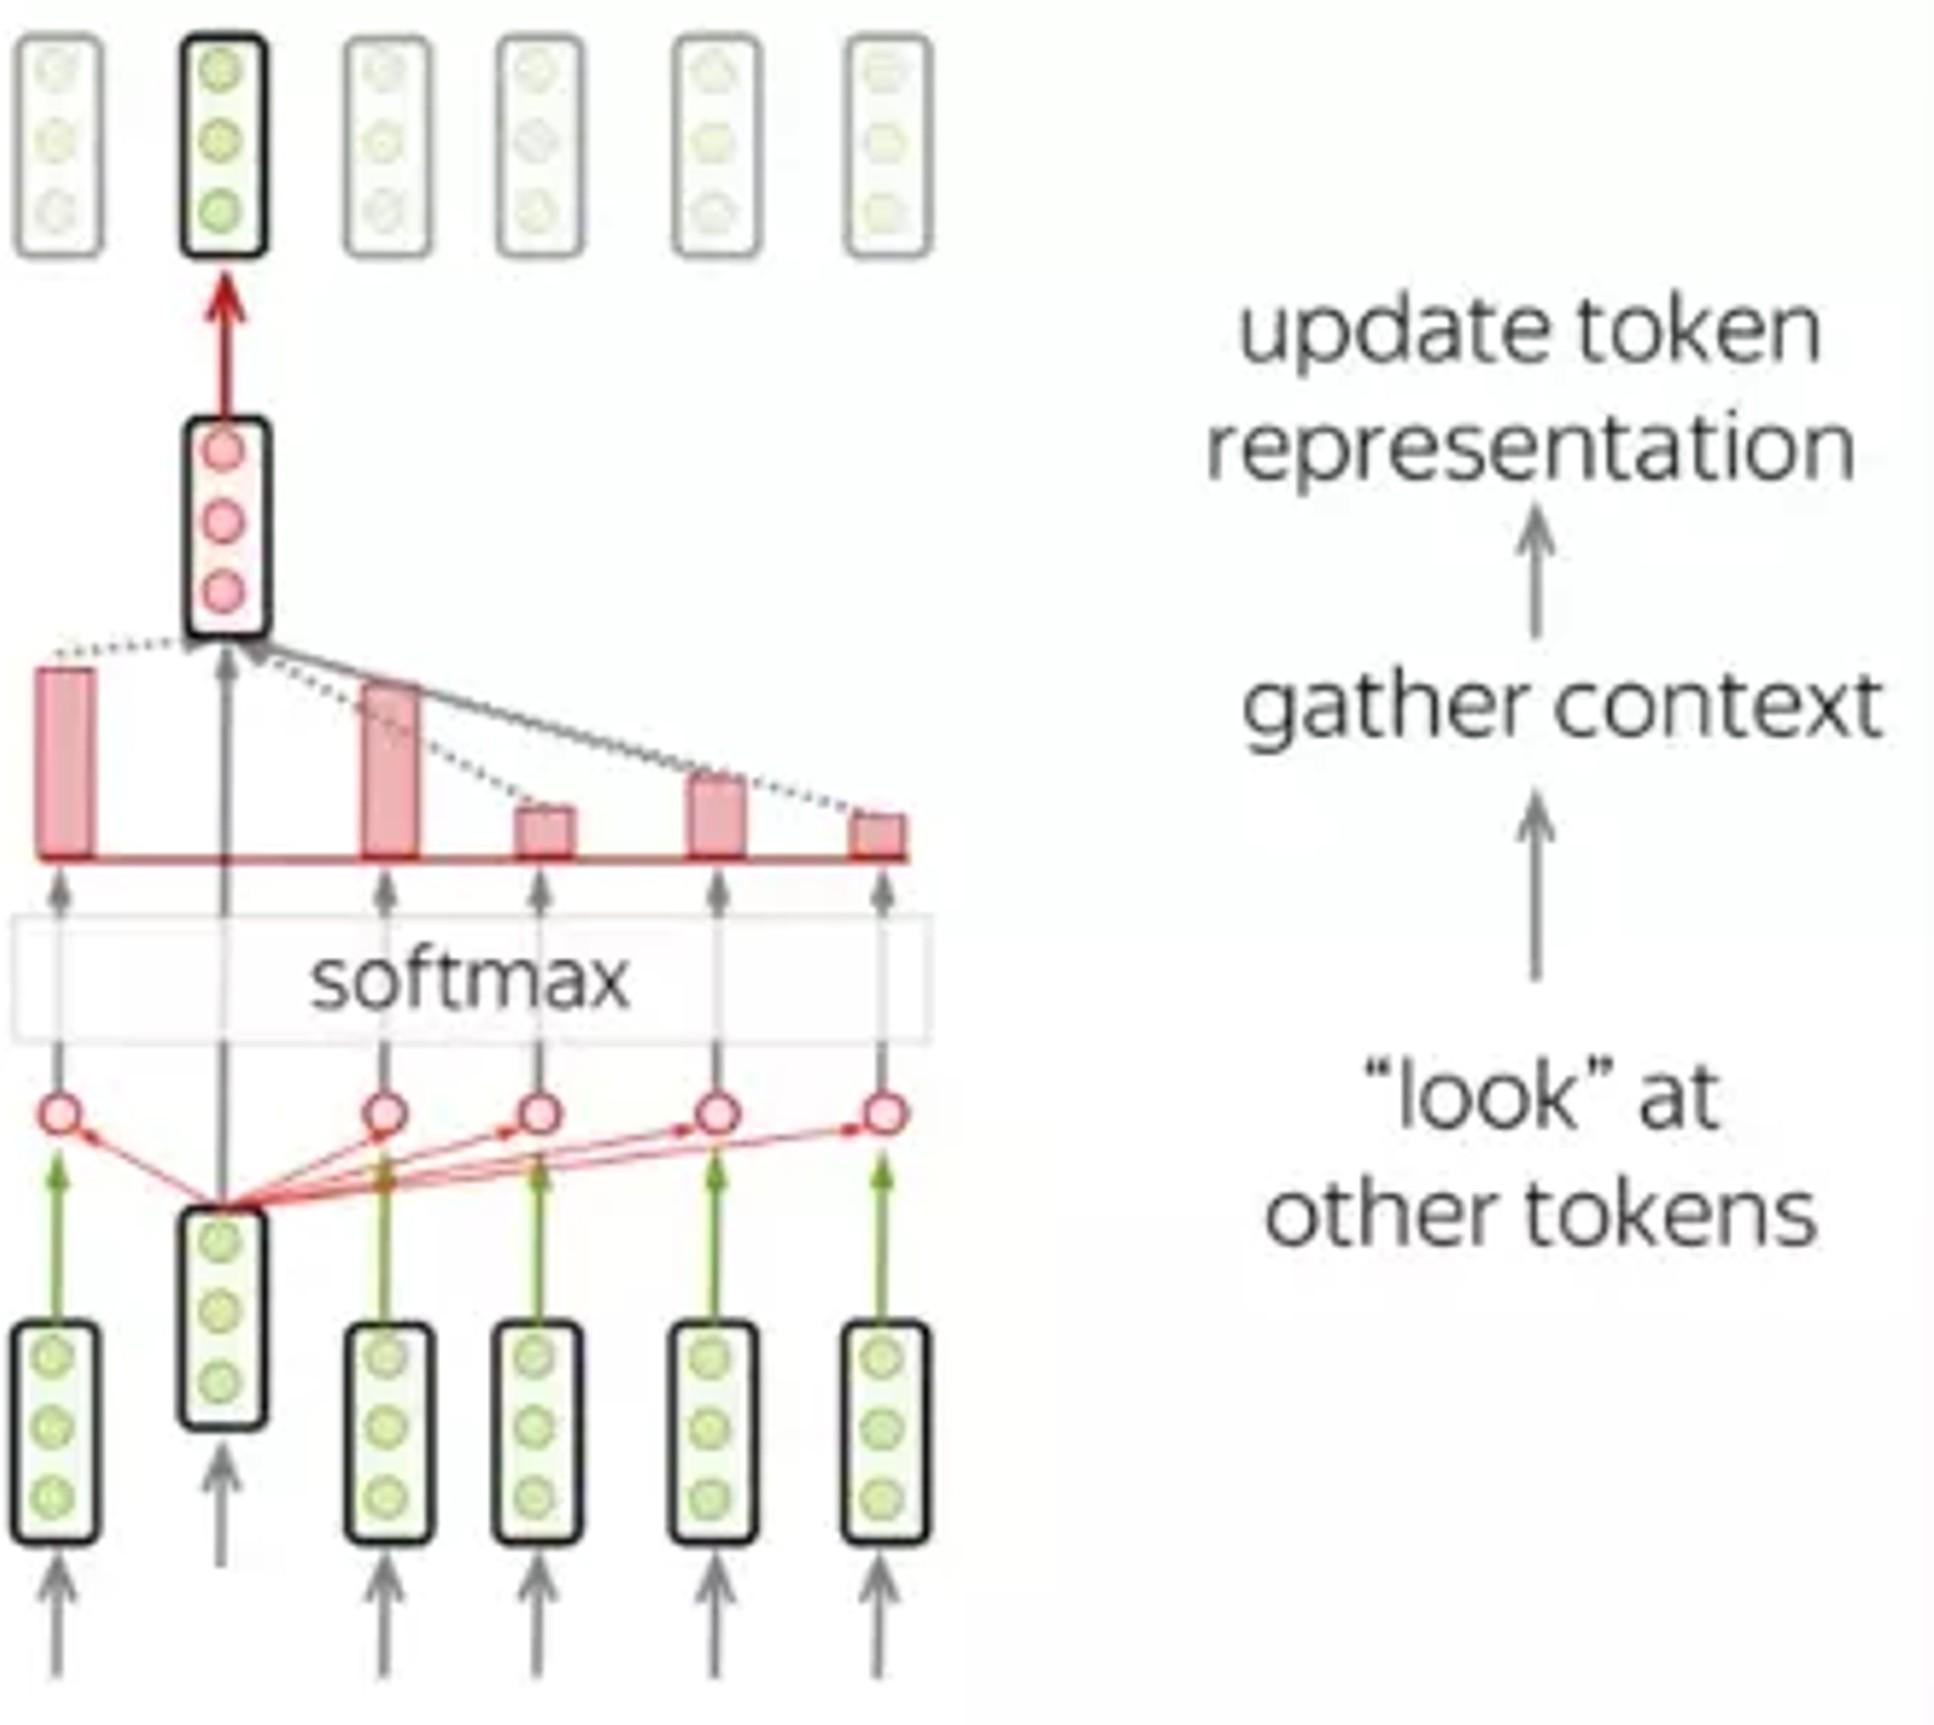 update token
representation
gather context
softmax
“look” at
other tokens